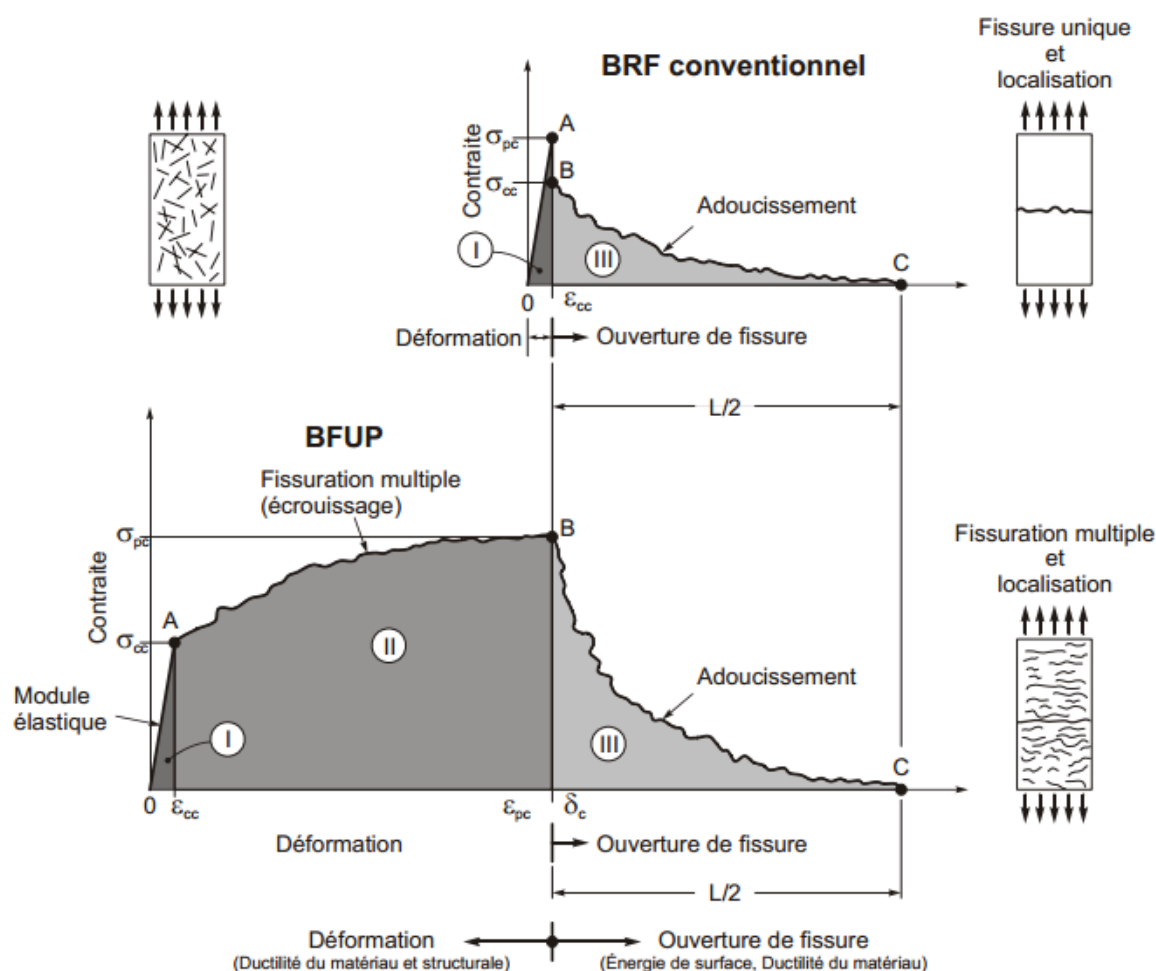 Fissure unique
et
localisation
BRF conventionnel
Contraite
σpc
A
σcc
B
Adoucissement
I
III
C
0
εcc
Déformation
Ouverture de fissure
L/2
BFUP
Fissuration multiple
(écrouissage)
σpc
B
Contraite
A
σcc
II
Module
élastique
I
Adoucissement
III
C
0
εcc
εpc
δc
Fissuration multiple
et
localisation
Déformation
Ouverture de fissure
L/2
Déformation
(Ductilité du matériau et structurale)
Ouverture de fissure
(Énergie de surface, Ductilité du matériau)